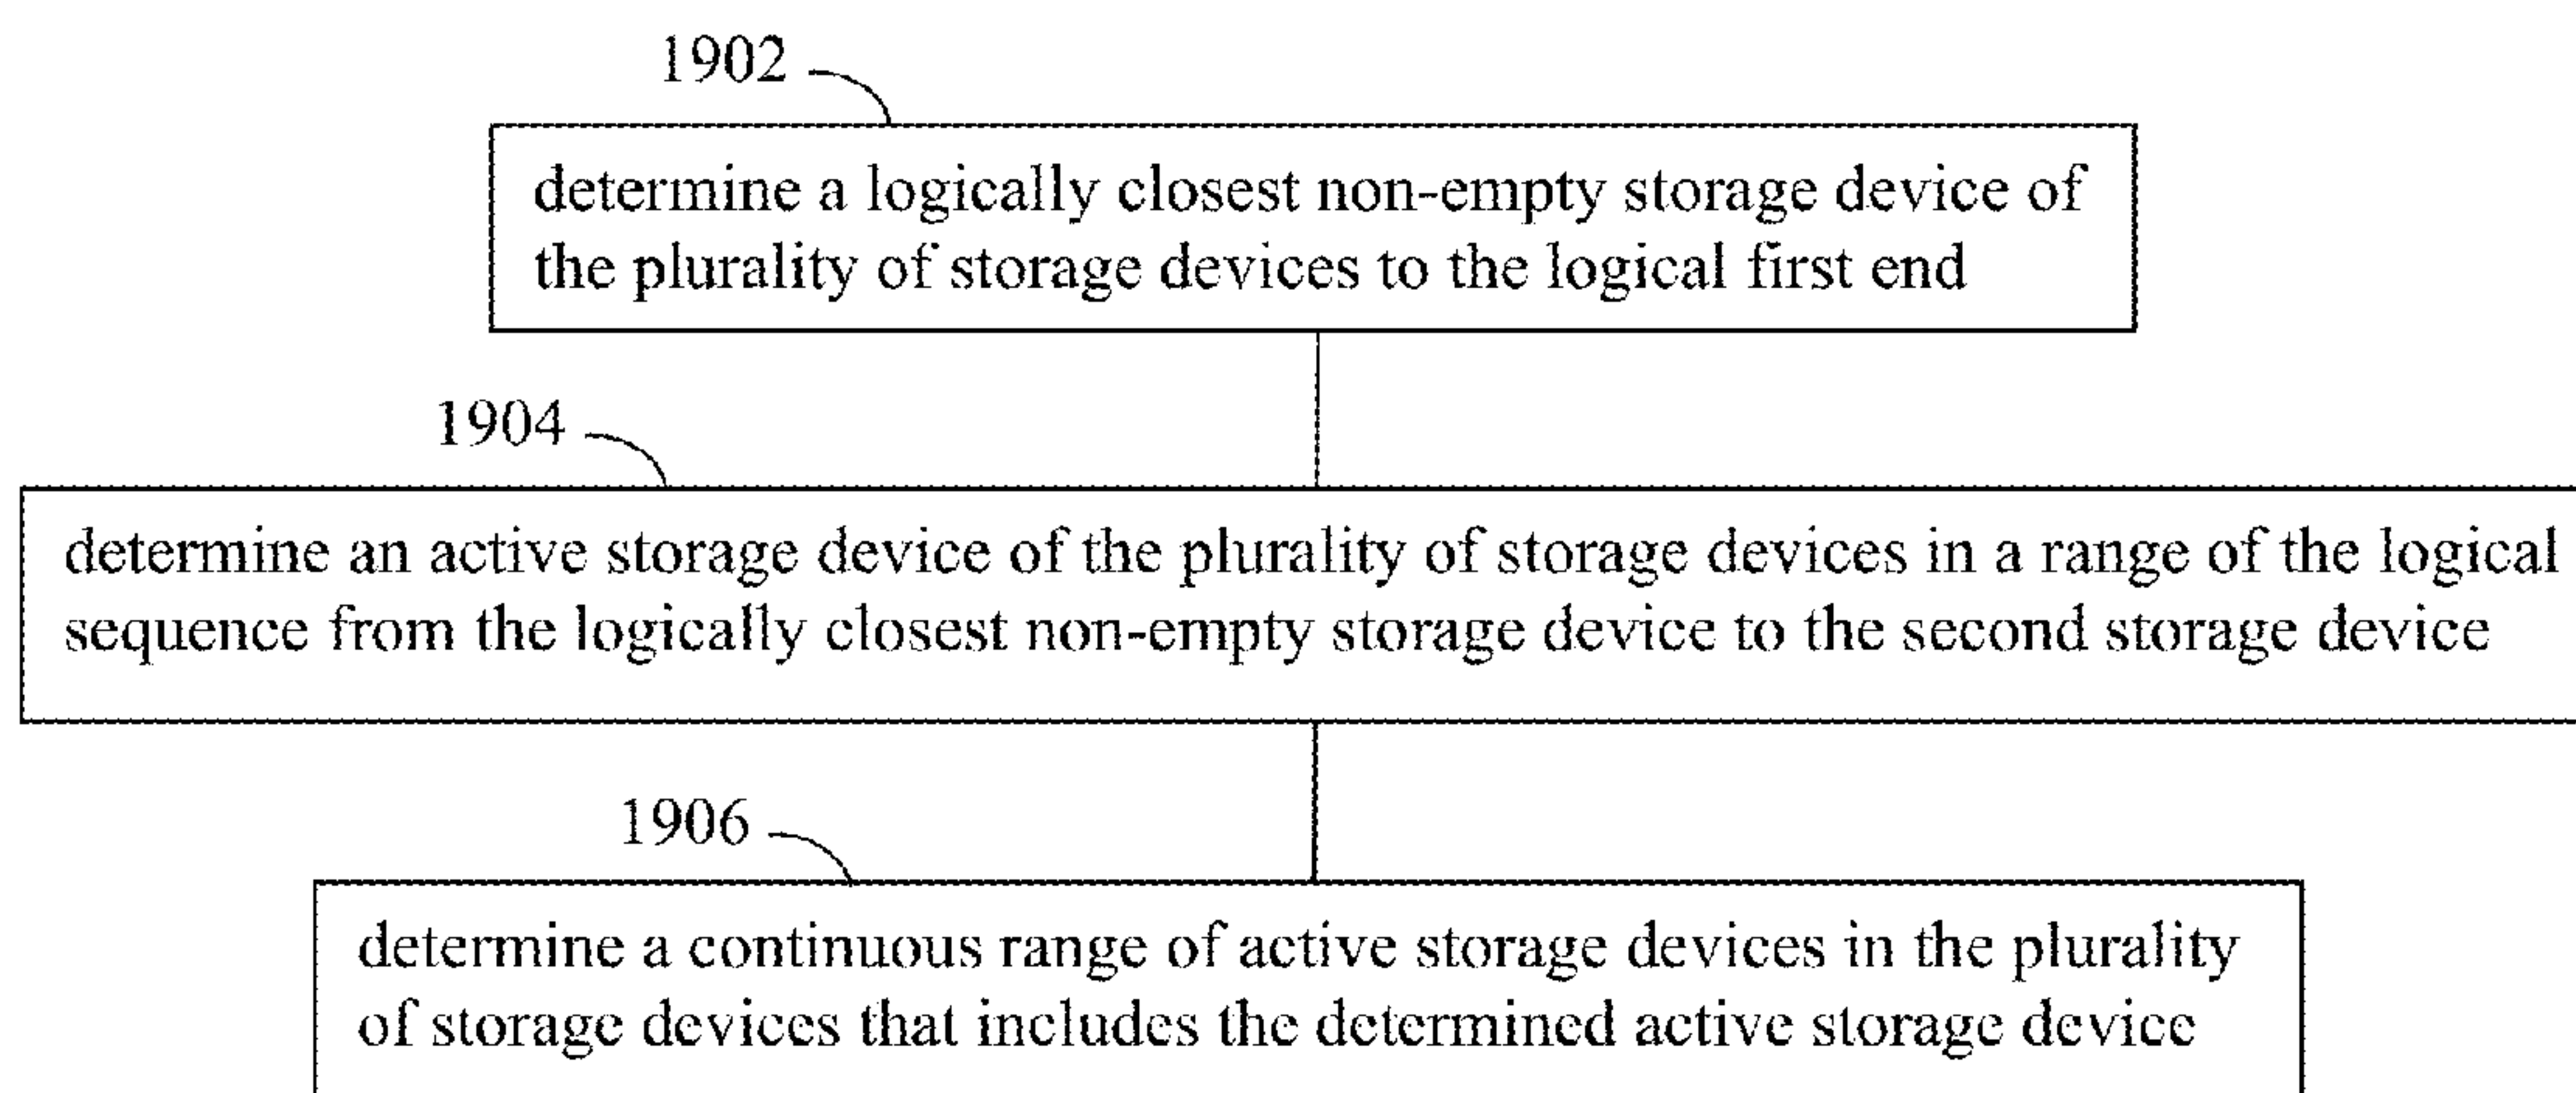 1902
determine a logically closest non-empty storage device of
the plurality of storage devices to the logical first end
1904
determine an active storage device of the plurality of storage devices in a range of the logical
sequence from the logically closest non-empty storage device to the second storage device
1906
determine a continuous range of active storage devices in the plurality
of storage devices that includes the determined active storage device